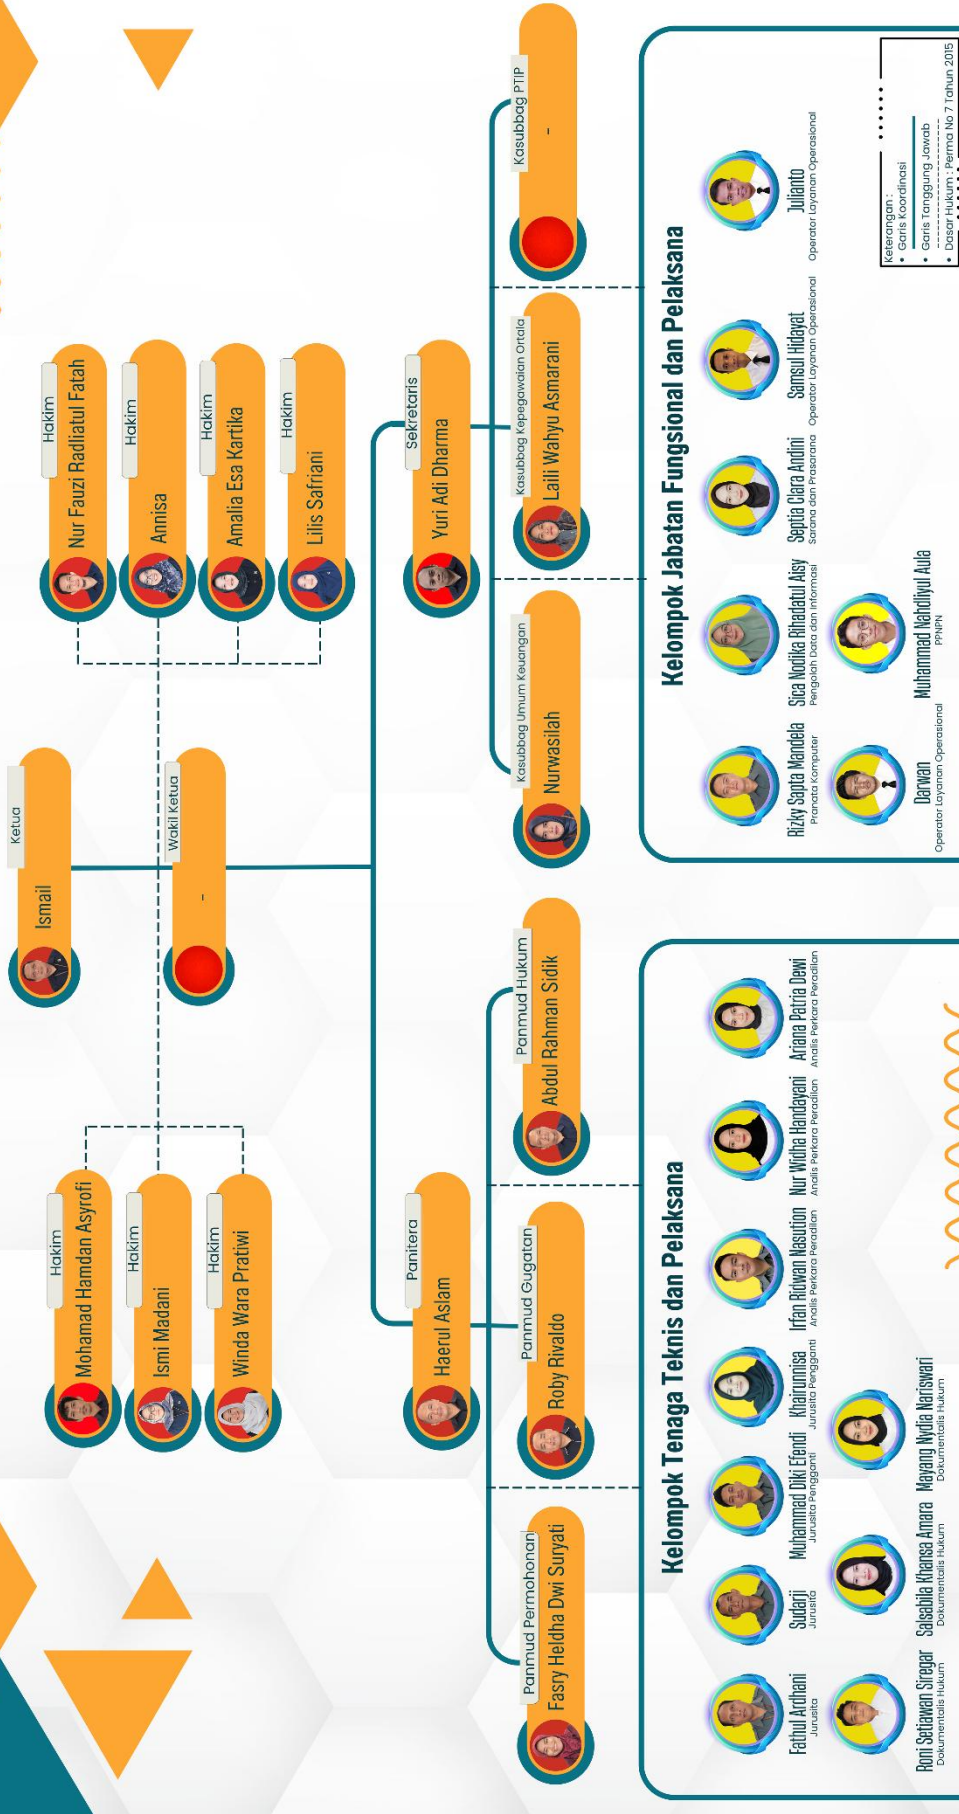 Ketua
Ismail
Wakil Ketua
-
Hakim
Mohamad Hamdan Asyrofi
Hakim
Ismi Madani
Hakim
Winda Wara Pratiwi
Hakim
Nur Fauzi Radliatul Fatah
Hakim
Annisa
Hakim
Amalia Esa Kartika
Hakim
Lilis Safriani
Panitera
Haerul Aslam
Sekretaris
Yuri Adi Dharma
Panmud Permohonan
Fasry Heldha Dwi Suryati
Panmud Gugatan
Roby Rivaldo
Panmud Hukum
Abdul Rahman Sidik
Kasubbag Umum Keuangan
Nurwasilah
Kasubbag Kepegawaian Ortala
Laili Wahyu Asmarani
Kasubbag PTIP
-
Kelompok Tenaga Teknis dan Pelaksana
Fathul Ardhani
Jurusita
Sudarji
Jurusita
Muhammad Diki Efendi
Jurusita Pengganti
Khairunnisa
Jurusita Pengganti
Irfan Ridwan Nasution
Analis Perkara Peradilan
Nur Widha Handayani
Analis Perkara Peradilan
Ariana Patria Dewi
Analis Perkara Peradilan
Roni Setiawan Siregar
Dokumentalis Hukum
Salsabila Khansa Amara
Dokumentalis Hukum
Mayang Nydia Neriswari
Dokumentalis Hukum
Kelompok Jabatan Fungsional dan Pelaksana
Rizky Sapta Mandela
Pranata Komputer
Sica Nodika Rihadatul Aisy
Pengolah Data dan Informasi
Septia Clara Andini
Sarana dan Prasarana
Samsul Hidayat
Operator Layanan Operasional
Julianto
Operator Layanan Operasional
Darwan
Operator Layanan Operasional
Muhammad Nahdliyul Aula
PPNPN
Keterangan :
• Garis Koordinasi
• Garis Tanggung Jawab
• Dasar Hukum : Perma No 7 Tahun 2015